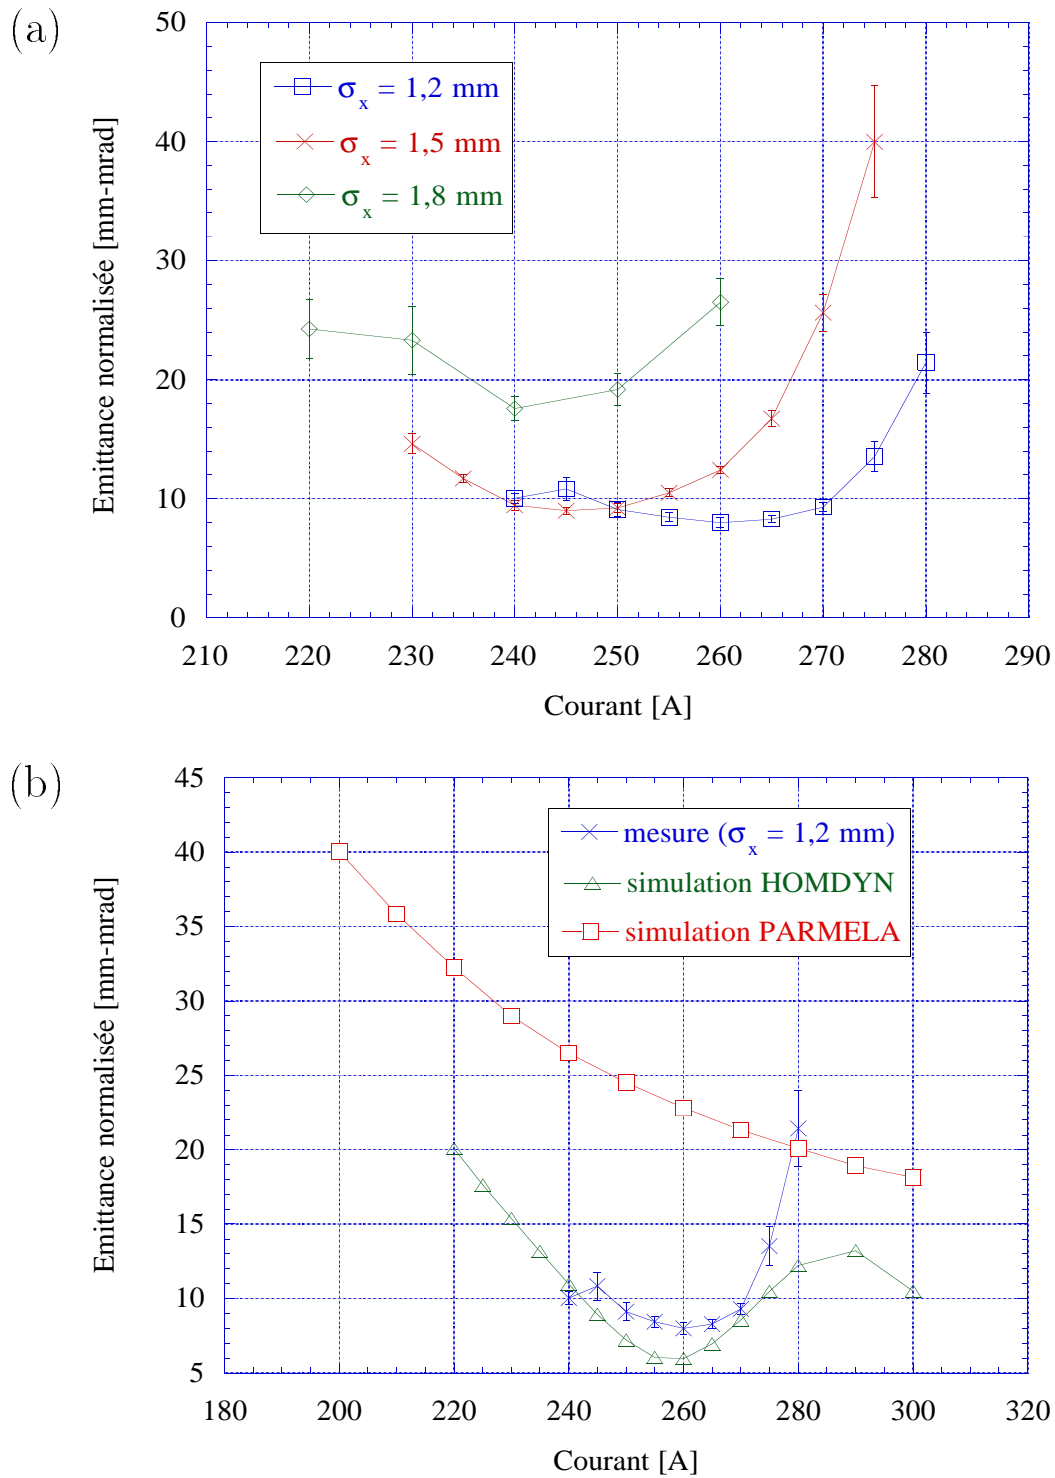 (a)
Emittance normalisée [mm-mrad]
50
40
30
20
10
0
σx = 1,2 mm
σx = 1,5 mm
σx = 1,8 mm
210 220 230 240 250 260 270 280 290
Courant [A]
(b)
Emittance normalisée [mm-mrad]
45
40
35
30
25
20
15
10
5
mesure (σx = 1,2 mm)
simulation HOMDYN
simulation PARMELA
180 200 220 240 260 280 300 320
Courant [A]